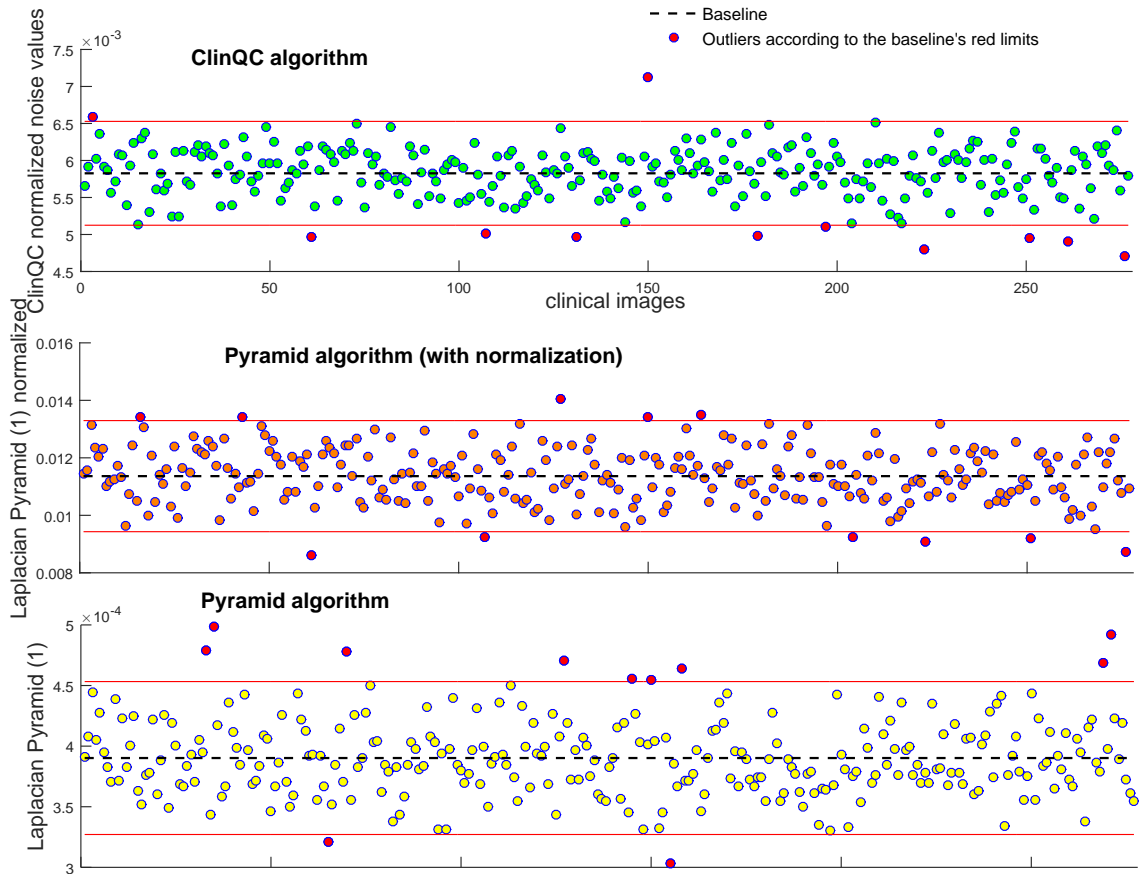 Baseline
Outliers according to the baseline's red limits
ClinQC algorithm
×10-3
7.5
7
6.5
6
5.5
5
4.5
ClinQC normalized noise values
0 50 100 150 200 250
clinical images
Pyramid algorithm (with normalization)
0.016
0.014
0.012
0.01
0.008
Laplacian Pyramid (1) normalized
Pyramid algorithm
×10-4
5
4.5
4
3.5
3
Laplacian Pyramid (1)